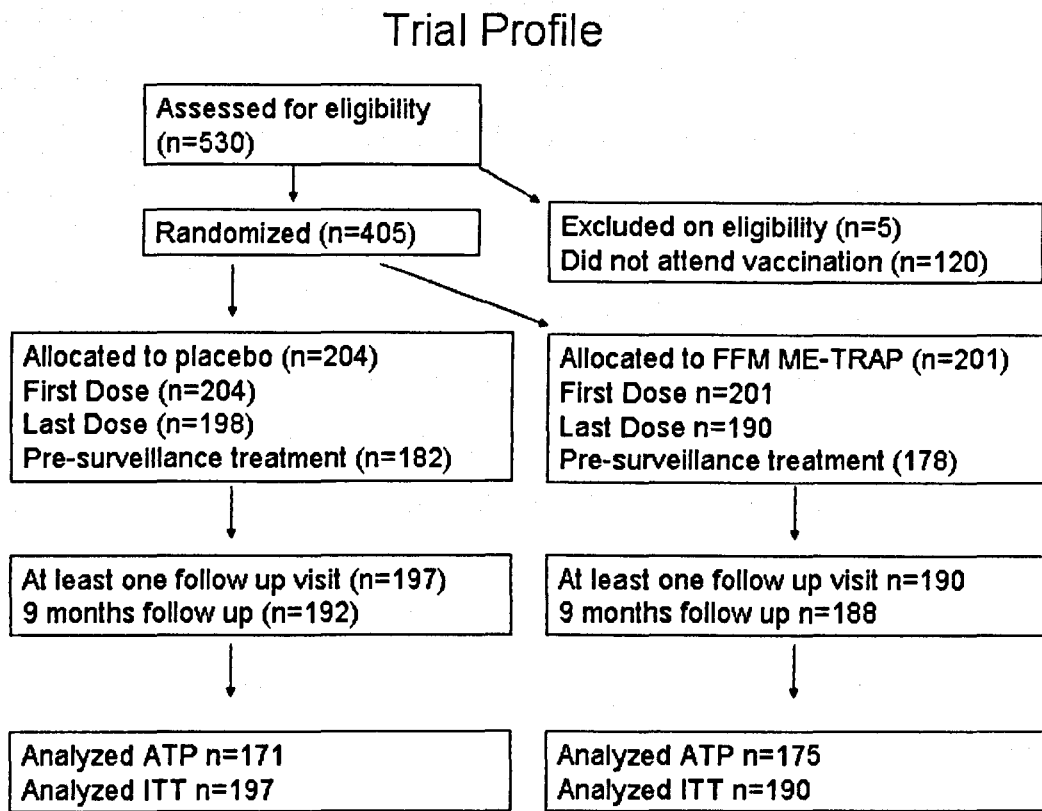 Trial Profile
Assessed for eligibility
(n=530)
Randomized (n=405)
Excluded on eligibility (n=5)
Did not attend vaccination (n=120)
Allocated to placebo (n=204)
First Dose (n=204)
Last Dose (n=198)
Pre-surveillance treatment (n=182)
Allocated to FFM ME-TRAP (n=201)
First Dose n=201
Last Dose n=190
Pre-surveillance treatment (178)
At least one follow up visit (n=197)
9 months follow up (n=192)
At least one follow up visit n=190
9 months follow up n=188
Analyzed ATP n=171
Analyzed ITT n=197
Analyzed ATP n=175
Analyzed ITT n=190